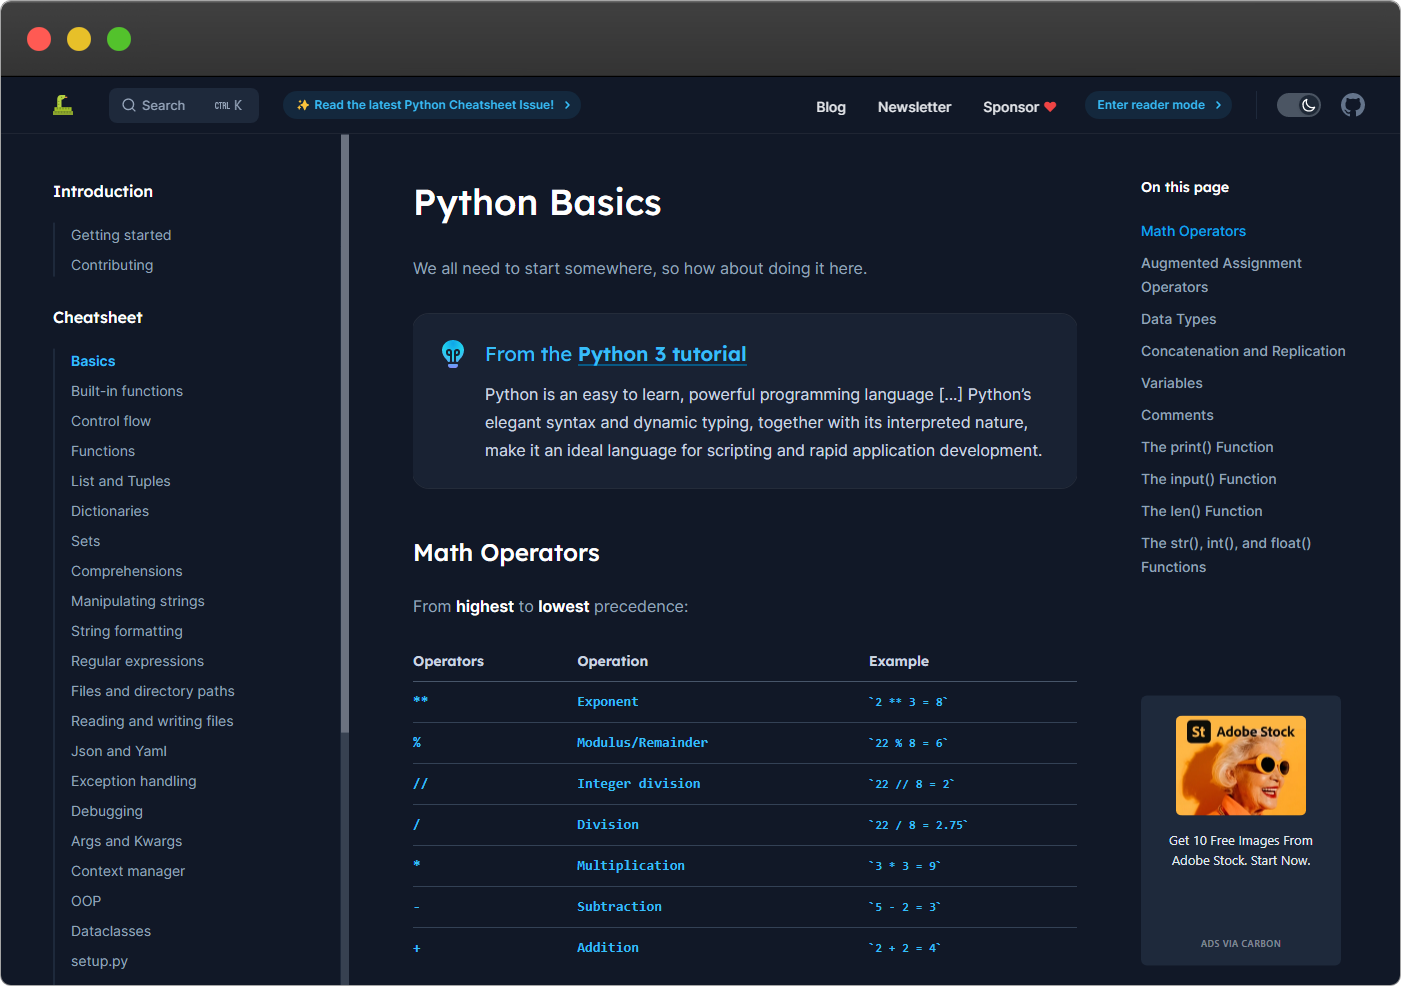 Search CTRL K
✨ Read the latest Python Cheatsheet Issue! ›
Blog
Newsletter
Sponsor ❤
Enter reader mode ›
Introduction
Getting started
Contributing
Cheatsheet
Basics
Built-in functions
Control flow
Functions
List and Tuples
Dictionaries
Sets
Comprehensions
Manipulating strings
String formatting
Regular expressions
Files and directory paths
Reading and writing files
Json and Yaml
Exception handling
Debugging
Args and Kwargs
Context manager
OOP
Dataclasses
setup.py
Python Basics
We all need to start somewhere, so how about doing it here.
From the Python 3 tutorial
Python is an easy to learn, powerful programming language [...] Python’s
elegant syntax and dynamic typing, together with its interpreted nature,
make it an ideal language for scripting and rapid application development.
Math Operators
From highest to lowest precedence:
Operators Operation Example
** Exponent `2 ** 3 = 8`
% Modulus/Remainder `22 % 8 = 6`
// Integer division `22 // 8 = 2`
/ Division `22 / 8 = 2.75`
* Multiplication `3 * 3 = 9`
- Subtraction `5 - 2 = 3`
+ Addition `2 + 2 = 4`
On this page
Math Operators
Augmented Assignment
Operators
Data Types
Concatenation and Replication
Variables
Comments
The print() Function
The input() Function
The len() Function
The str(), int(), and float()
Functions
St Adobe Stock
Get 10 Free Images From
Adobe Stock. Start Now.
ADS VIA CARBON